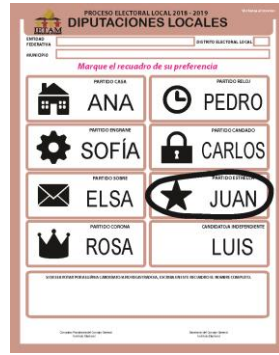 PROCESO ELECTORAL LOCAL 2018 - 2019
DIPUTACIONES LOCALES
IETAM
ENTIDAD FEDERATIVA
DISTRITO ELECTORAL LOCAL
MUNICIPIO
Marque el recuadro de su preferencia
PARTIDO CASA
ANA
PARTIDO RELOJ
PEDRO
PARTIDO ENGRANE
SOFÍA
PARTIDO CANDADO
CARLOS
PARTIDO SOBRE
ELSA
PARTIDO ESTRELLA
JUAN
PARTIDO CORONA
ROSA
CANDIDATO/A INDEPENDIENTE
LUIS